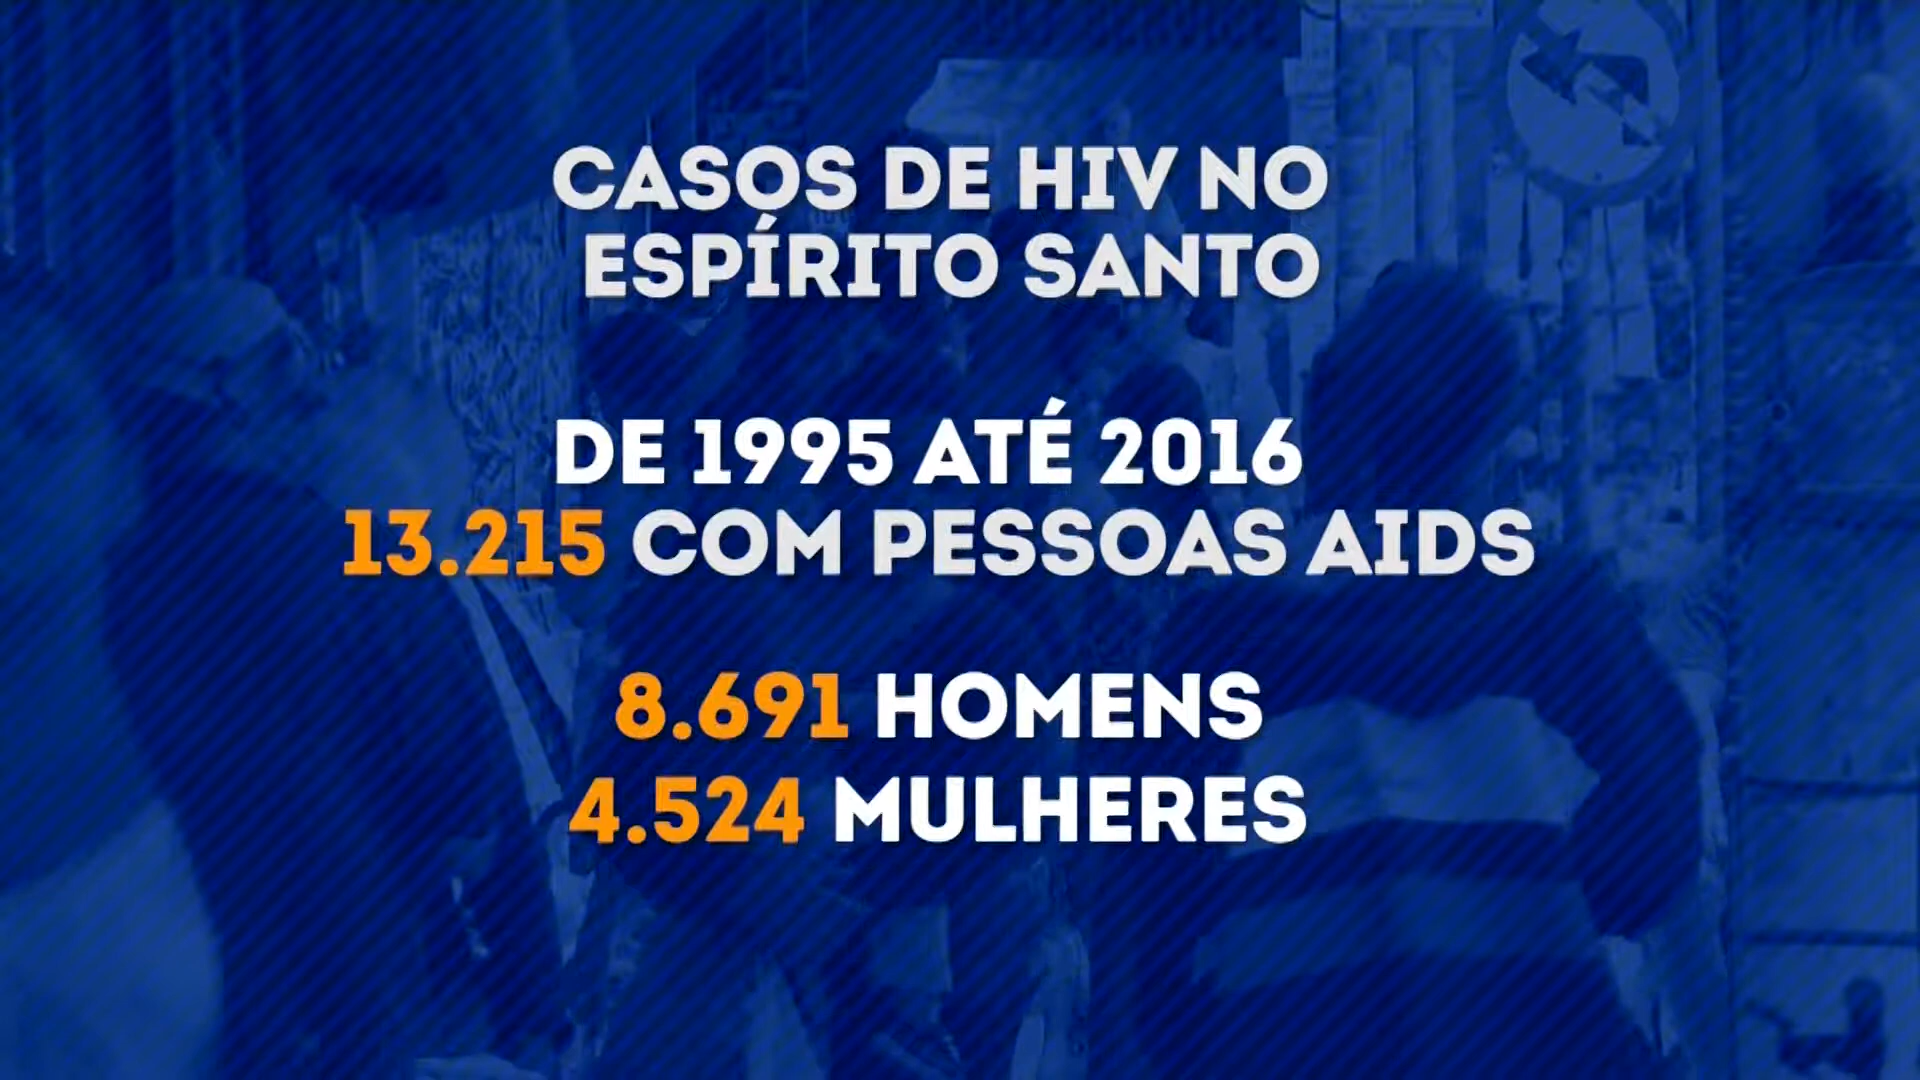 CASOS DE HIV NO
ESPÍRITO SANTO
DE 1995 ATÉ 2016
13.215 COM PESSOAS AIDS
8.691 HOMENS
4.524 MULHERES